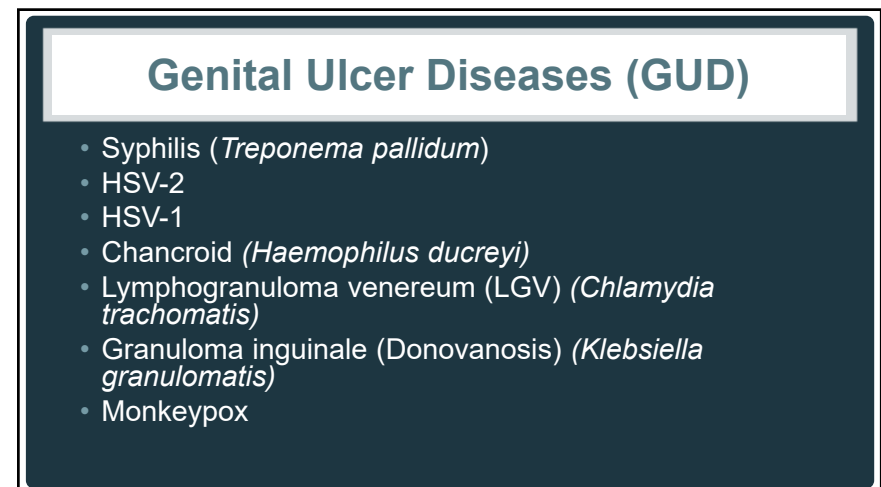 Genital Ulcer Diseases (GUD)
• Syphilis (Treponema pallidum)
• HSV-2
• HSV-1
• Chancroid (Haemophilus ducreyi)
• Lymphogranuloma venereum (LGV) (Chlamydia
trachomatis)
• Granuloma inguinale (Donovanosis) (Klebsiella
granulomatis)
• Monkeypox